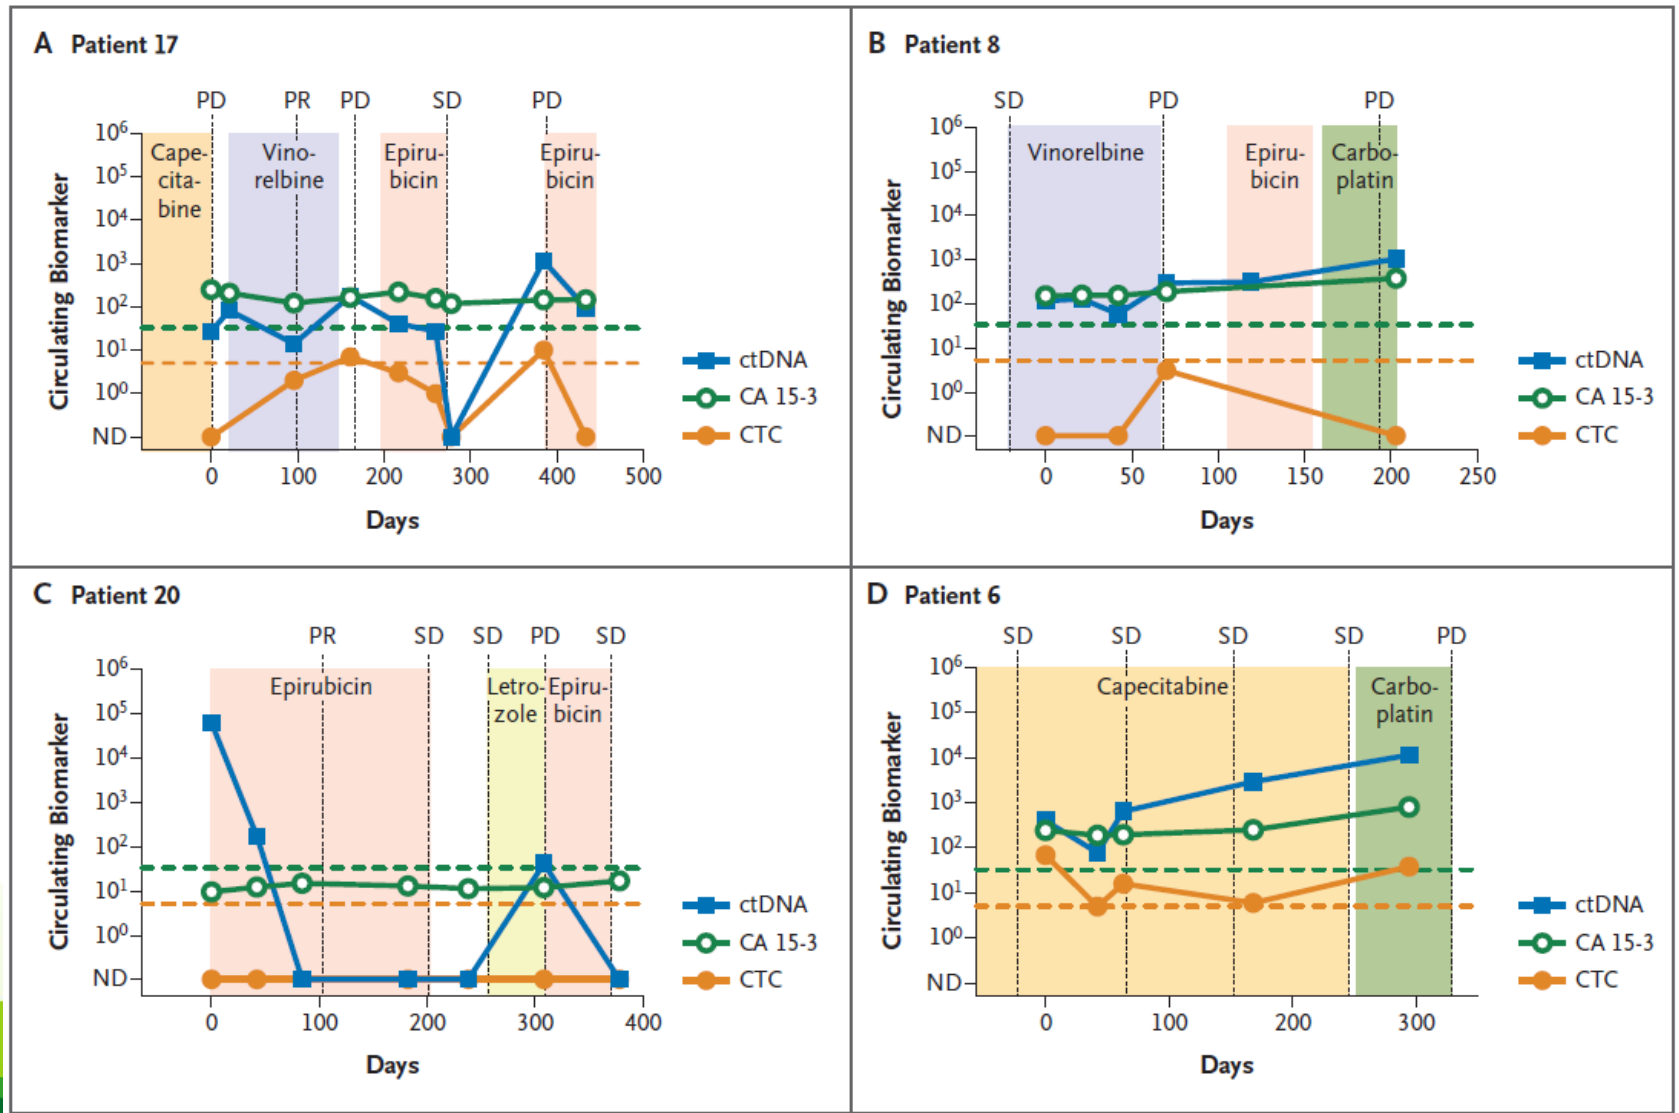 A Patient 17
PD PR PD SD PD
Cape-
cita-
bine
Vino-
relbine
Epiru-
bicin
Epiru-
bicin
10⁶
10⁵
10⁴
10³
10²
10¹
10⁰
ND
Circulating Biomarker
0 100 200 300 400 500
Days
ctDNA
CA 15-3
CTC
B Patient 8
SD PD PD
Vinorelbine
Epiru-
bicin
Carbo-
platin
10⁶
10⁵
10⁴
10³
10²
10¹
10⁰
ND
Circulating Biomarker
0 50 100 150 200 250
Days
ctDNA
CA 15-3
CTC
C Patient 20
PR SD SD PD SD
Epirubicin
Letro-
zole
Epiru-
bicin
10⁶
10⁵
10⁴
10³
10²
10¹
10⁰
ND
Circulating Biomarker
0 100 200 300 400
Days
ctDNA
CA 15-3
CTC
D Patient 6
SD SD SD SD PD
Capecitabine
Carbo-
platin
10⁶
10⁵
10⁴
10³
10²
10¹
10⁰
ND
Circulating Biomarker
0 100 200 300
Days
ctDNA
CA 15-3
CTC